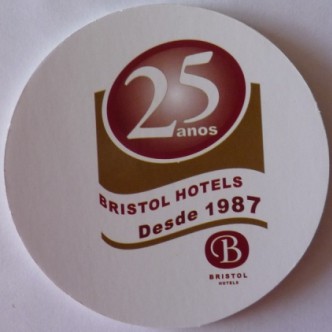 25
anos
BRISTOL HOTELS
Desde 1987
B
BRISTOL
HOTELS